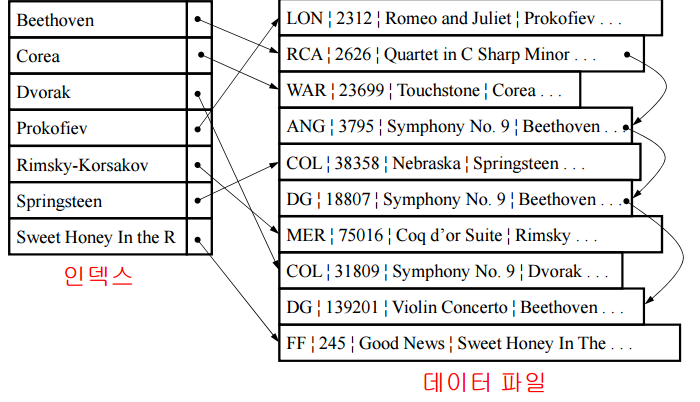 Beethoven
Corea
Dvorak
Prokofiev
Rimsky-Korsakov
Springsteen
Sweet Honey In the R
인덱스
LON ¦ 2312 ¦ Romeo and Juliet ¦ Prokofiev . . .
RCA ¦ 2626 ¦ Quartet in C Sharp Minor . . .
WAR ¦ 23699 ¦ Touchstone ¦ Corea . . .
ANG ¦ 3795 ¦ Symphony No. 9 ¦ Beethoven . . .
COL ¦ 38358 ¦ Nebraska ¦ Springsteen . . .
DG ¦ 18807 ¦ Symphony No. 9 ¦ Beethoven . . .
MER ¦ 75016 ¦ Coq d’or Suite ¦ Rimsky . . .
COL ¦ 31809 ¦ Symphony No. 9 ¦ Dvorak . . .
DG ¦ 139201 ¦ Violin Concerto ¦ Beethoven . . .
FF ¦ 245 ¦ Good News ¦ Sweet Honey In The . . .
데이터 파일